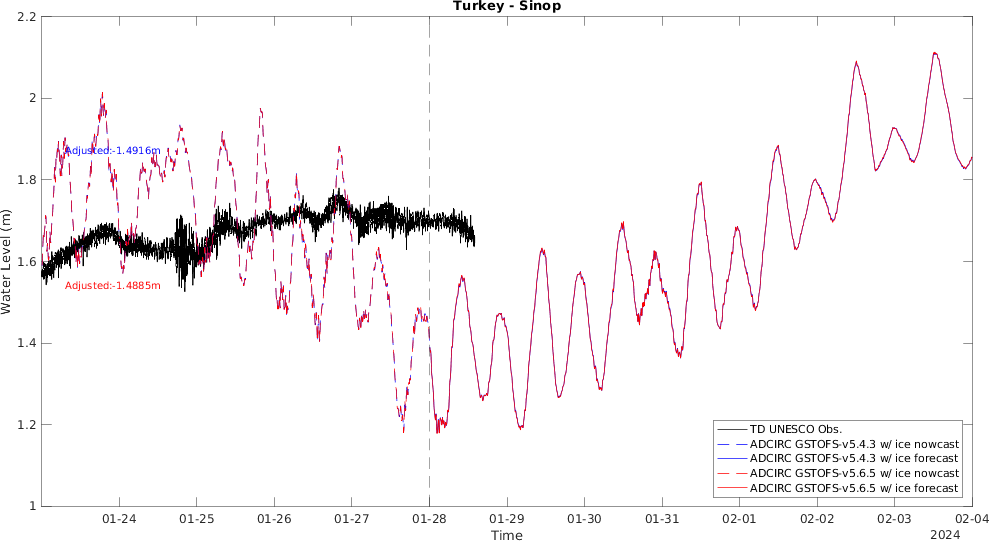 Turkey - Sinop
2.2
2
1.8
1.6
1.4
1.2
1
Water Level (m)
Adjusted:-1.4916m
Adjusted:-1.4885m
TD UNESCO Obs.
ADCIRC GSTOFS-v5.4.3 w/ ice nowcast
ADCIRC GSTOFS-v5.4.3 w/ ice forecast
ADCIRC GSTOFS-v5.6.5 w/ ice nowcast
ADCIRC GSTOFS-v5.6.5 w/ ice forecast
01-24 01-25 01-26 01-27 01-28 01-29 01-30 01-31 02-01 02-02 02-03 02-04
Time
2024